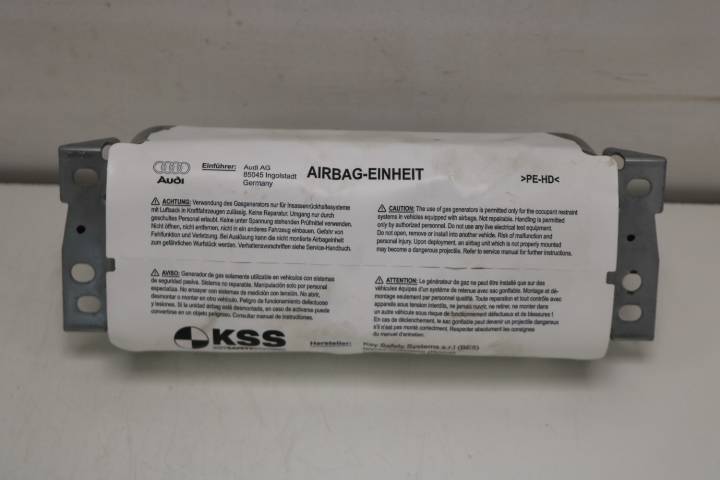 Audi
Einführer:
Audi AG
85045 Ingolstadt
Germany
AIRBAG-EINHEIT
>PE-HD<
ACHTUNG: Verwendung des Gasgenerators nur für Insassenrückhaltesysteme
mit Luftsack in Kraftfahrzeugen zulässig. Keine Reparatur. Umgang nur durch
geschultes Personal erlaubt. Keine unter Spannung stehenden Prüfmittel verwenden.
Nicht öffnen, nicht entfernen, nicht in ein anderes Fahrzeug einbauen. Gefahr von
Fehlfunktion und Verletzung. Bei Auslösung kann die nicht montierte Airbageinheit
zum gefährlichen Wurfstück werden. Verhaltensvorschriften siehe Service-Handbuch.
CAUTION: The use of gas generators is permitted only for the occupant restraint
systems in vehicles equipped with airbags. Not repairable. Handling is permitted
only by authorized personnel. Do not use any live electrical test equipment.
Do not open, remove or install into another vehicle. Risk of malfunction and
personal injury. Upon deployment, an airbag unit which is not properly mounted
may become a dangerous projectile. Refer to service manual for further instructions.
AVISO: Generador de gas solamente utilizable en vehículos con sistemas
de seguridad pasiva. Sistema no reparable. Manipulación solo por personal
especialista. No ensayar con sistemas de medición con tensión. No abrir,
desmontar o montar en otro vehículo. Peligro de funcionamiento defectuoso
y lesiones. Si la unidad airbag está desmontada, en caso de activarse puede
convertirse en un objeto peligroso. Consultar manual de instrucciones.
ATTENTION: Le générateur de gaz ne peut être installé que sur des
véhicules équipés d'un système de retenue avec sac gonflable. Montage et dé-
montage seulement par personnel qualifié. Toute reparation et tout contrôle avec
appareils sous tension interdits, ne jamais ouvrir, ne retirer, ne monter dans
un autre véhicule sous risque de fonctionnement défectueux et de blessures !
En cas de déclenchement, le sac gonflable peut devenir un projectile dangereux
s'il n'est pas monté correctement. Respecter absolument les consignes
du manuel d'entretien.
KSS
Hersteller:
Key Safety Systems s.r.l (BES)